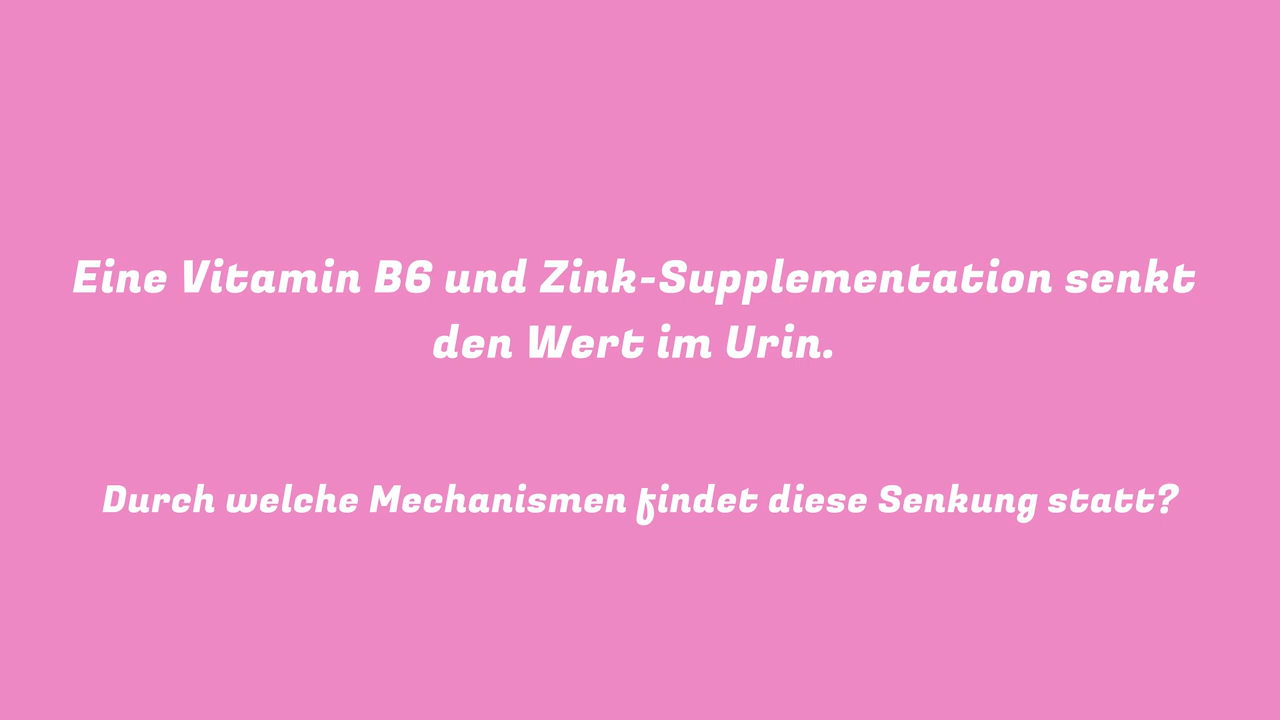 Eine Vitamin B6 und Zink-Supplementation senkt
den Wert im Urin.
Durch welche Mechanismen findet diese Senkung statt?